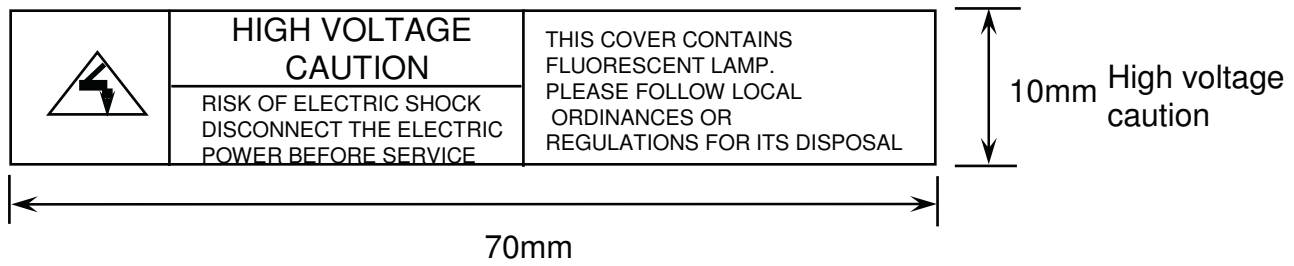 HIGH VOLTAGE
CAUTION
RISK OF ELECTRIC SHOCK
DISCONNECT THE ELECTRIC
POWER BEFORE SERVICE
THIS COVER CONTAINS
FLUORESCENT LAMP.
PLEASE FOLLOW LOCAL
ORDINANCES OR
REGULATIONS FOR ITS DISPOSAL
10mm
High voltage
caution
70mm